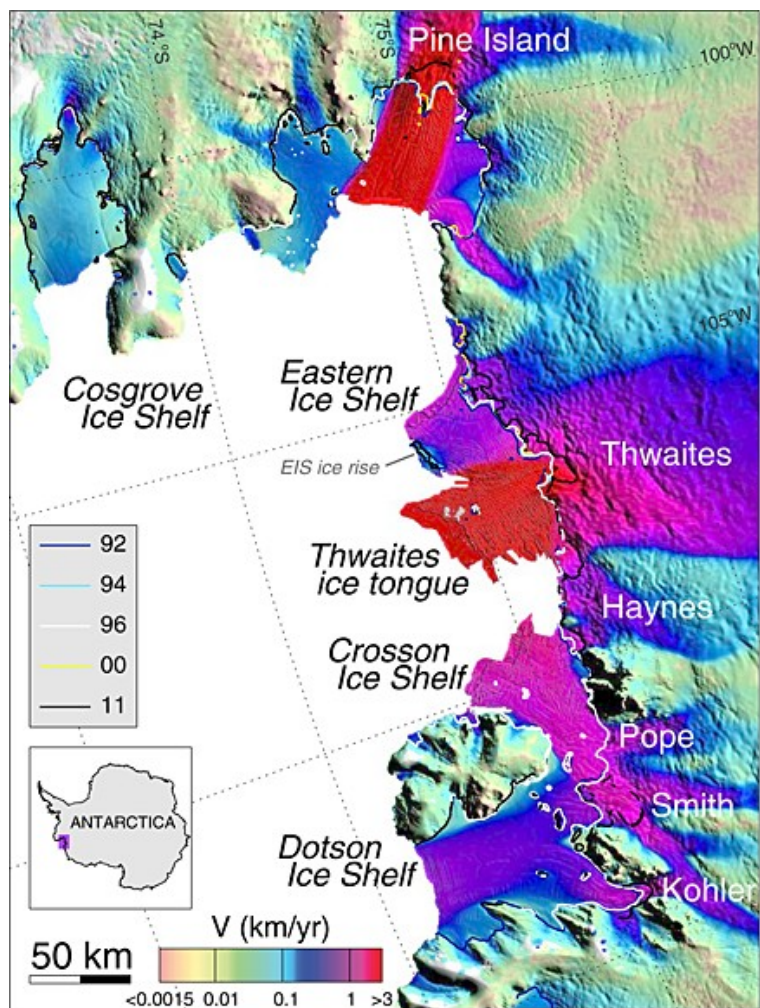 74.°S
75°S
Pine Island
100°W
105°W
Cosgrove
Ice Shelf
Eastern
Ice Shelf
EIS ice rise
Thwaites
Thwaites
ice tongue
Haynes
Crosson
Ice Shelf
Pope
Smith
Dotson
Ice Shelf
Kohler
92
94
96
00
11
ANTARCTICA
50 km
V (km/yr)
<0.0015 0.01 0.1 1 >3